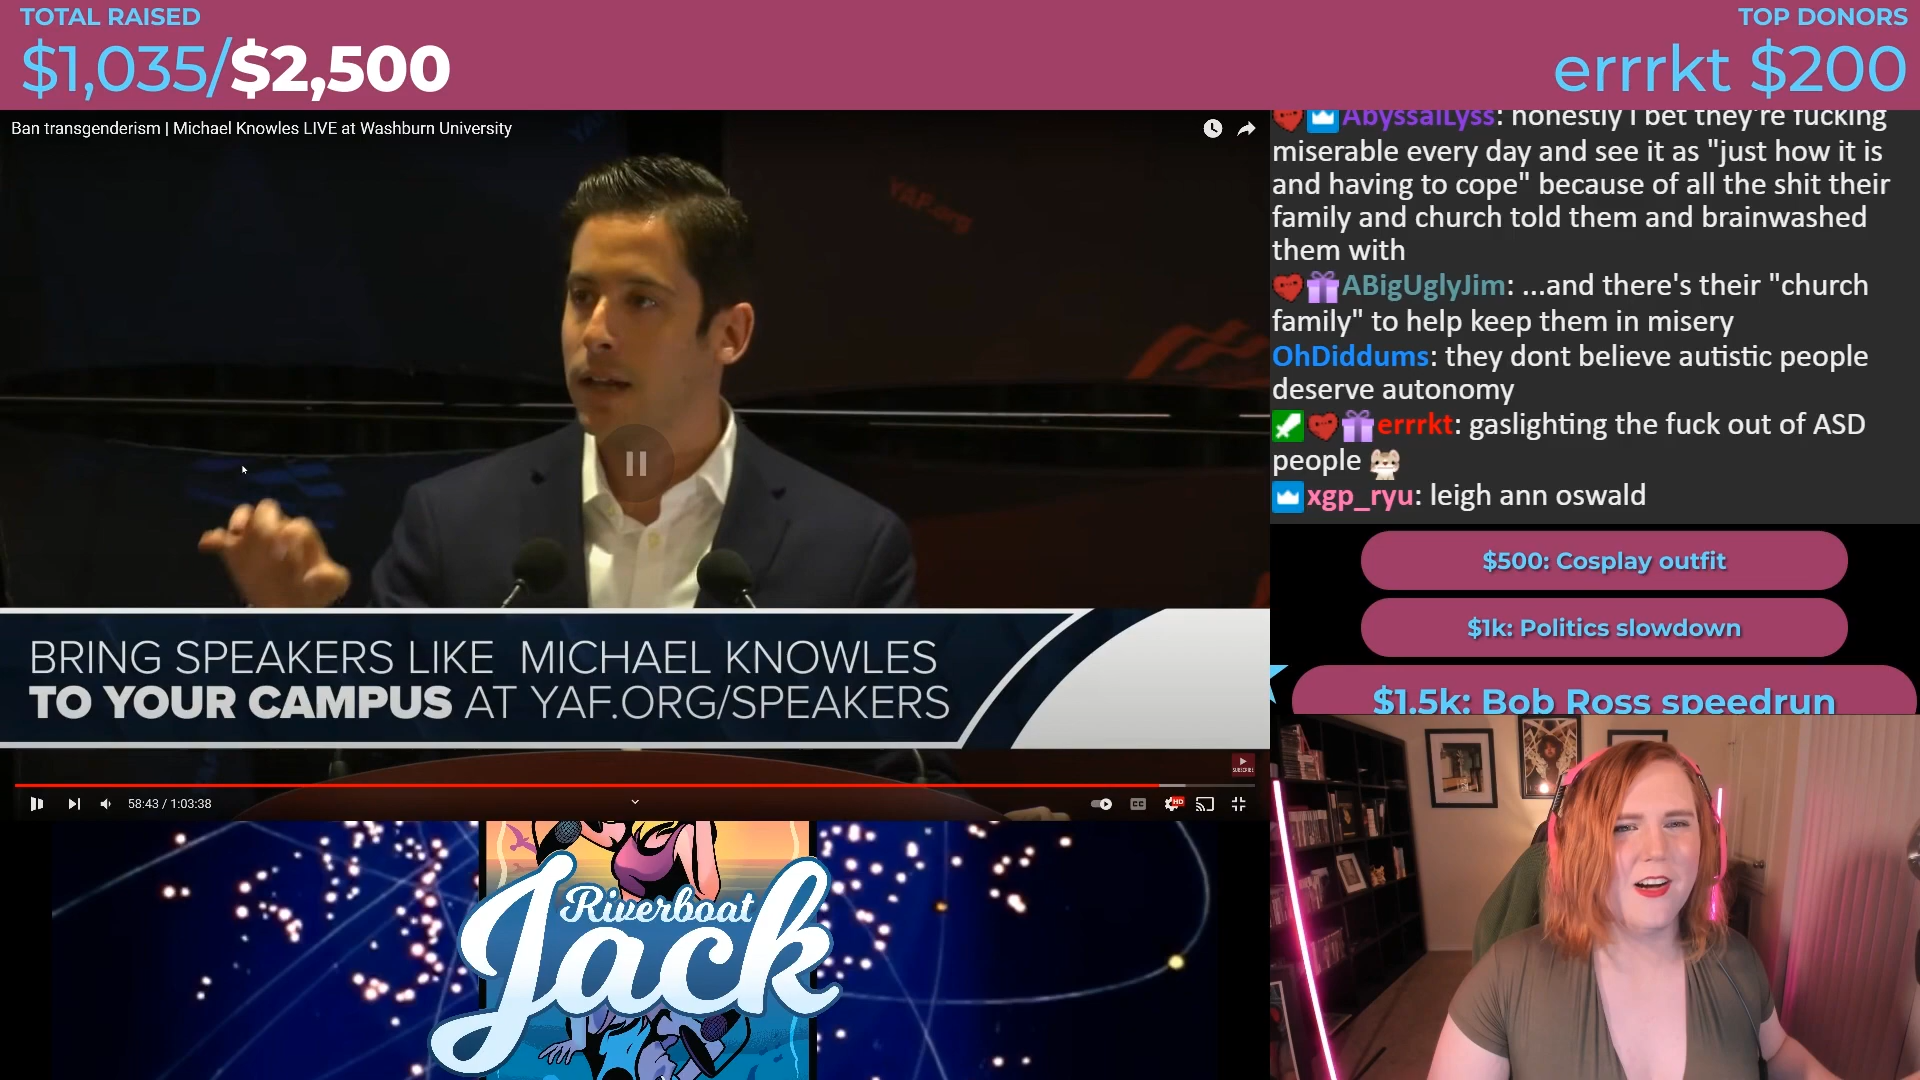 TOTAL RAISED
$1,035/$2,500
TOP DONORS
errrkt $200
Ban transgenderism | Michael Knowles LIVE at Washburn University
YAF.org
BRING SPEAKERS LIKE MICHAEL KNOWLES
TO YOUR CAMPUS AT YAF.ORG/SPEAKERS
SUBSCRIBE
58:43 / 1:03:38
CC
HD
Riverboat
Jack
AbyssalLyss: honestly I bet they're fucking
miserable every day and see it as "just how it is
and having to cope" because of all the shit their
family and church told them and brainwashed
them with
ABigUglyJim: ...and there's their "church
family" to help keep them in misery
OhDiddums: they dont believe autistic people
deserve autonomy
errrkt: gaslighting the fuck out of ASD
people
xgp_ryu: leigh ann oswald
$500: Cosplay outfit
$1k: Politics slowdown
$1.5k: Bob Ross speedrun